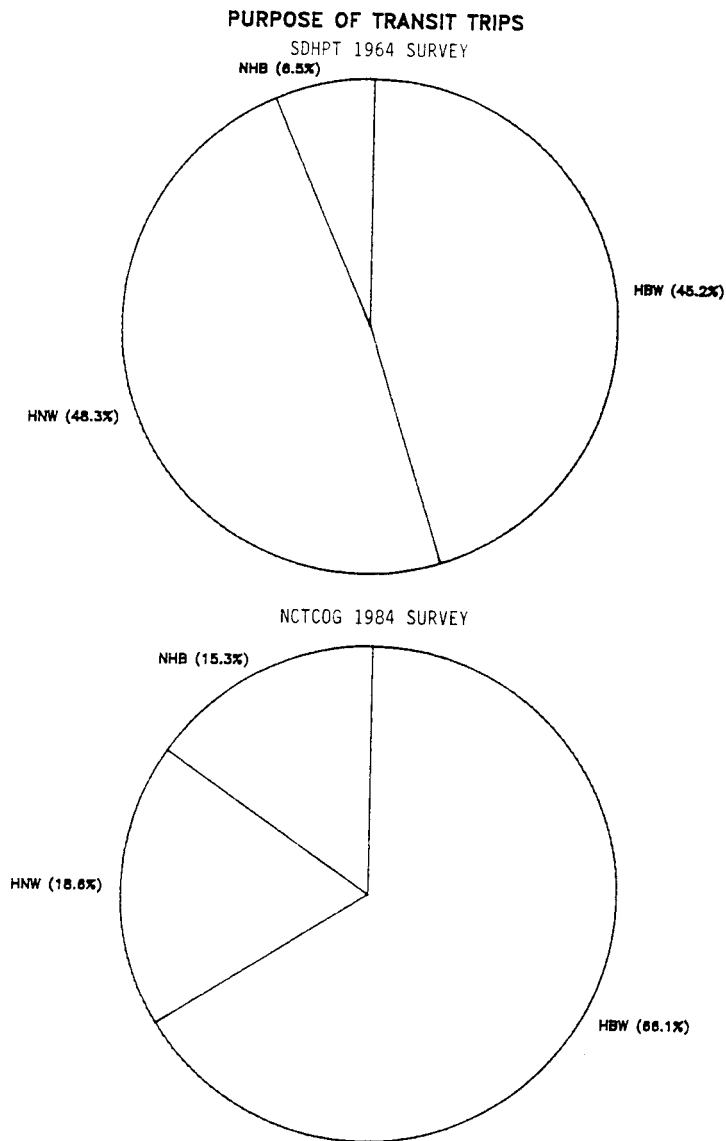 PURPOSE OF TRANSIT TRIPS
SDHPT 1964 SURVEY
NHB (6.5%)
HBW (45.2%)
HNW (48.3%)
NCTCOG 1984 SURVEY
NHB (15.3%)
HNW (18.6%)
HBW (66.1%)